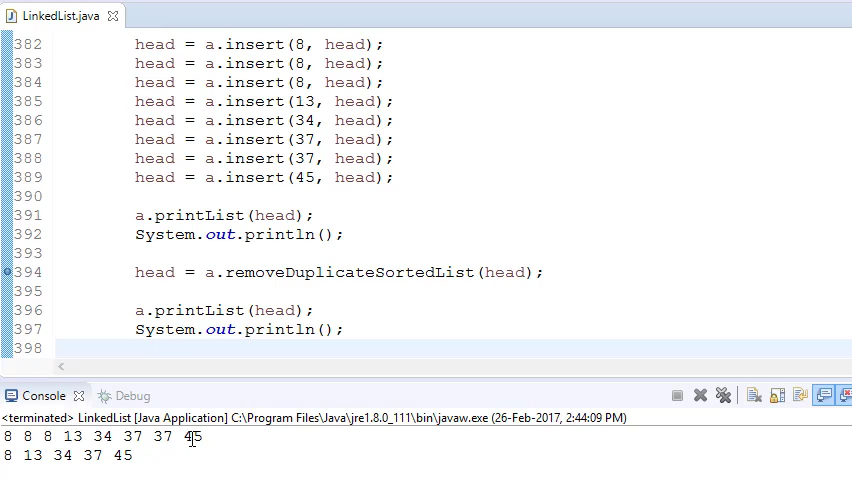 LinkedList.java
382 head = a.insert(8, head);
383 head = a.insert(8, head);
384 head = a.insert(8, head);
385 head = a.insert(13, head);
386 head = a.insert(34, head);
387 head = a.insert(37, head);
388 head = a.insert(37, head);
389 head = a.insert(45, head);
390
391 a.printList(head);
392 System.out.println();
393
394 head = a.removeDuplicateSortedList(head);
395
396 a.printList(head);
397 System.out.println();
398
Console Debug
<terminated> LinkedList [Java Application] C:\Program Files\Java\jre1.8.0_111\bin\javaw.exe (26-Feb-2017, 2:44:09 PM)
8 8 8 13 34 37 37 45
8 13 34 37 45